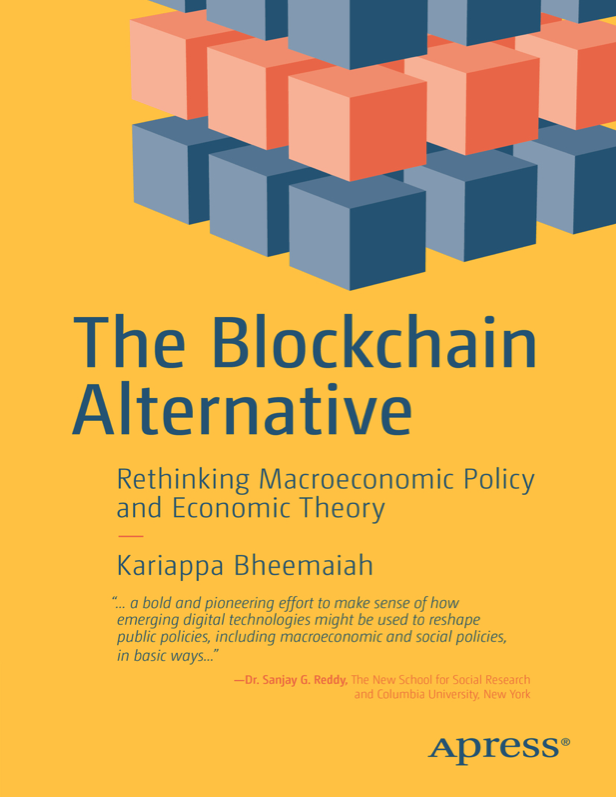 The Blockchain
Alternative
Rethinking Macroeconomic Policy
and Economic Theory
Kariappa Bheemaiah
“... a bold and pioneering effort to make sense of how
emerging digital technologies might be used to reshape
public policies, including macroeconomic and social policies,
in basic ways...”
—Dr. Sanjay G. Reddy, The New School for Social Research
and Columbia University, New York
Apress®